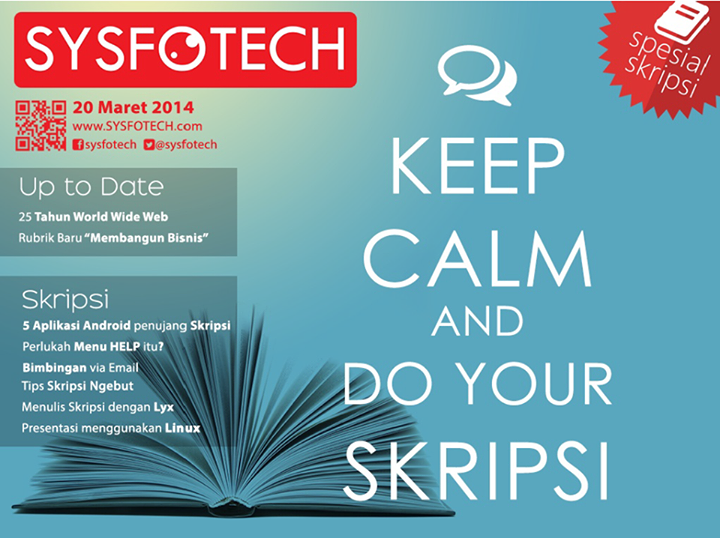 SYSFOTECH
20 Maret 2014
www.SYSFOTECH.com
sysfotech @sysfotech
Up to Date
25 Tahun World Wide Web
Rubrik Baru “Membangun Bisnis”
Skripsi
5 Aplikasi Android penujang Skripsi
Perlukah Menu HELP itu?
Bimbingan via Email
Tips Skripsi Ngebut
Menulis Skripsi dengan Lyx
Presentasi menggunakan Linux
spesial
skripsi
KEEP
CALM
AND
DO YOUR
SKRIPSI